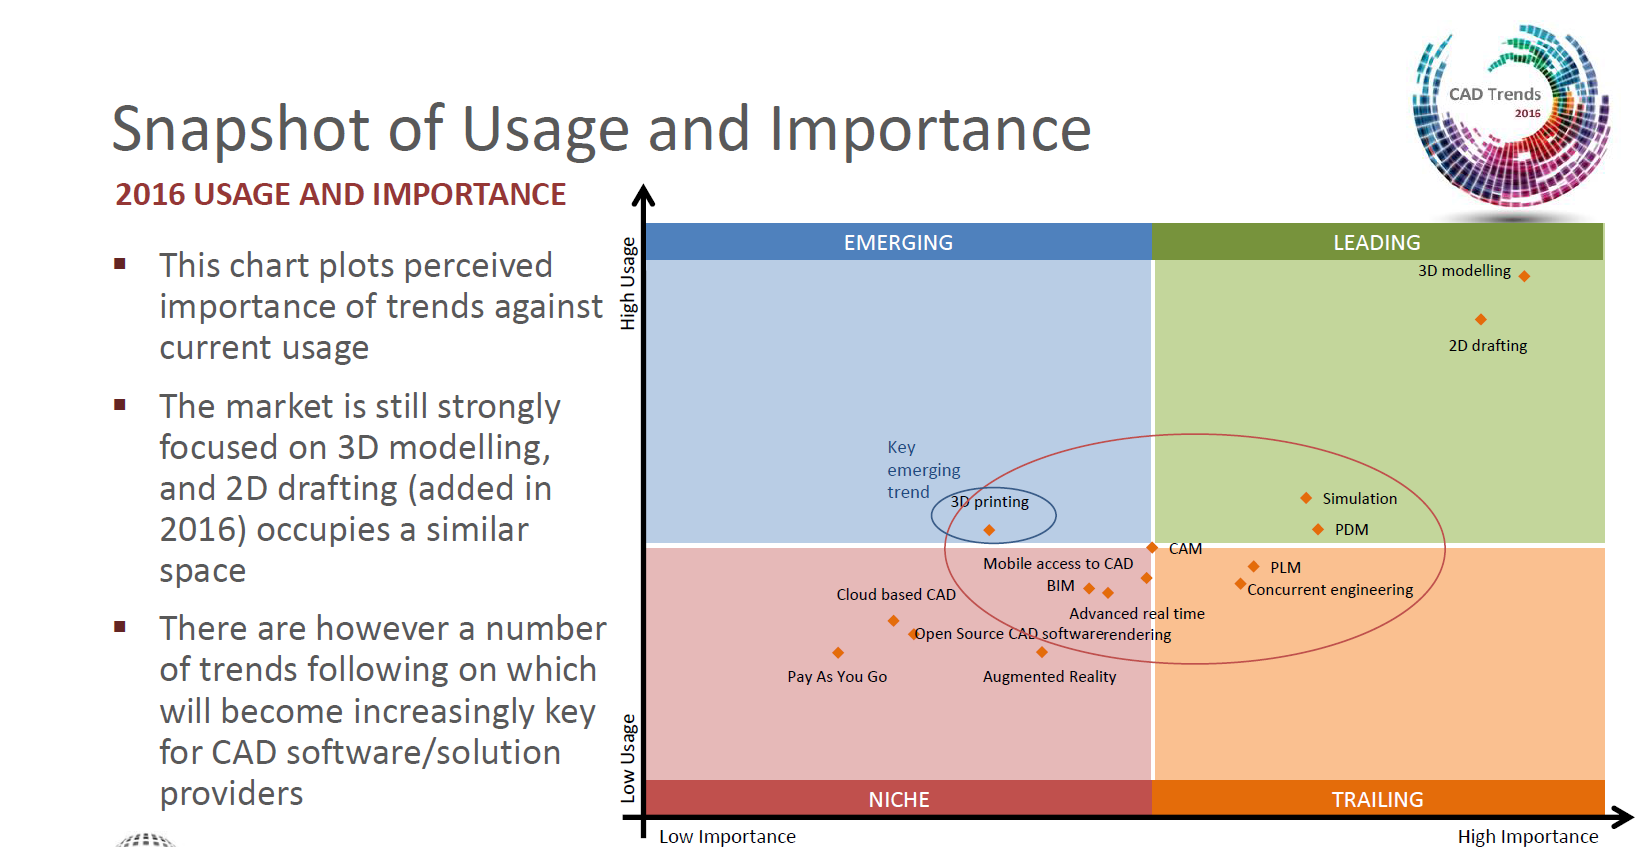 CAD Trends
2016
Snapshot of Usage and Importance
2016 USAGE AND IMPORTANCE
▪ This chart plots perceived
importance of trends against
current usage
▪ The market is still strongly
focused on 3D modelling,
and 2D drafting (added in
2016) occupies a similar
space
▪ There are however a number
of trends following on which
will become increasingly key
for CAD software/solution
providers
High Usage
Low Usage
EMERGING
LEADING
3D modelling
2D drafting
Key
emerging
trend
3D printing
Simulation
PDM
CAM
Mobile access to CAD
PLM
BIM
Concurrent engineering
Cloud based CAD
Advanced real time
rendering
Open Source CAD software
Pay As You Go
Augmented Reality
NICHE
TRAILING
Low Importance
High Importance